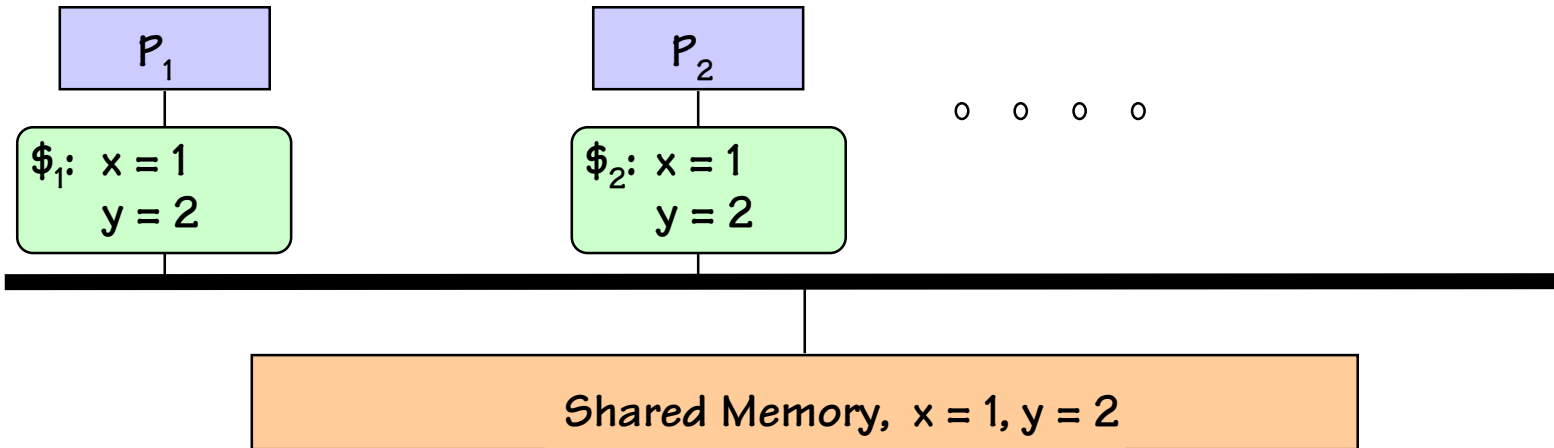 P₁
P₂
$₁: x = 1
y = 2
$₂: x = 1
y = 2
Shared Memory, x = 1, y = 2